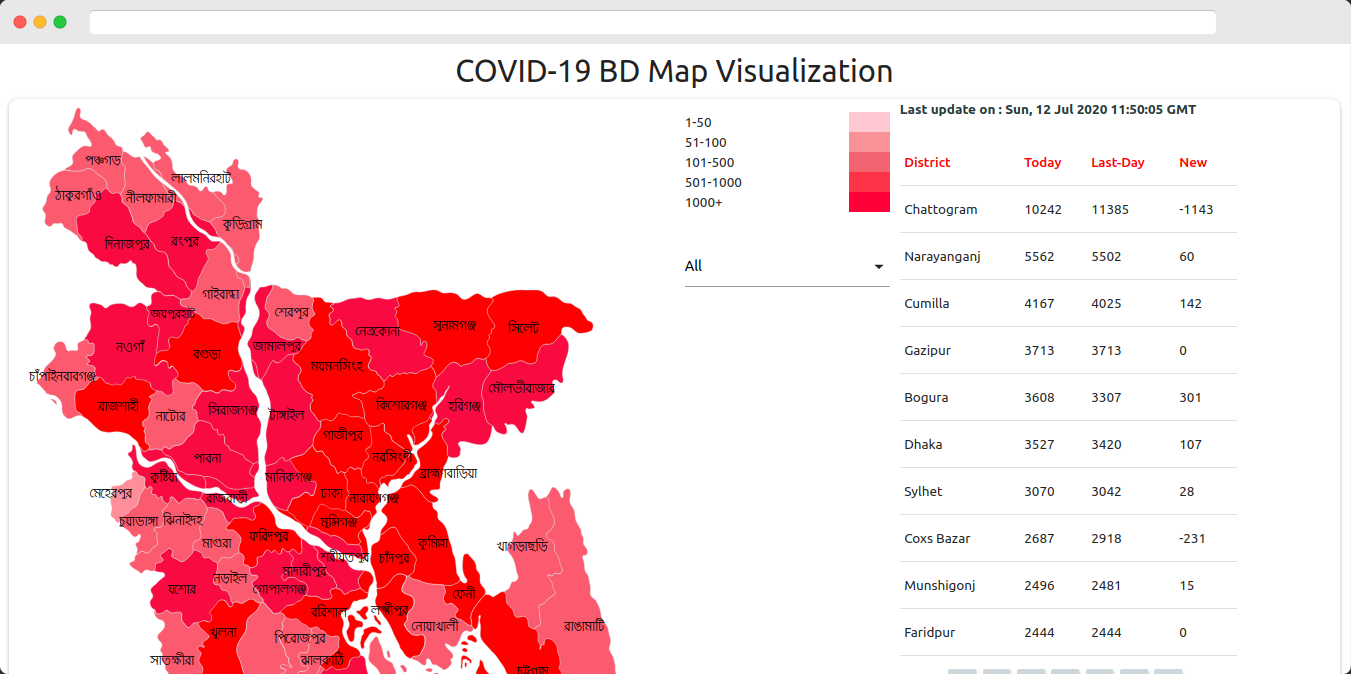 COVID-19 BD Map Visualization
Last update on : Sun, 12 Jul 2020 11:50:05 GMT
1-50
51-100
101-500
501-1000
1000+
All
District Today Last-Day New
Chattogram 10242 11385 -1143
Narayanganj 5562 5502 60
Cumilla 4167 4025 142
Gazipur 3713 3713 0
Bogura 3608 3307 301
Dhaka 3527 3420 107
Sylhet 3070 3042 28
Coxs Bazar 2687 2918 -231
Munshigonj 2496 2481 15
Faridpur 2444 2444 0
পঞ্চগড়
লালমনিরহাট
ঠাকুরগাঁও
নীলফামারী
কুড়িগ্রাম
দিনাজপুর
রংপুর
গাইবান্ধা
জয়পুরহাট
শেরপুর
নেত্রকোনা
সুনামগঞ্জ
সিলেট
নওগাঁ
বগুড়া
জামালপুর
ময়মনসিংহ
চাঁপাইনবাবগঞ্জ
মৌলভীবাজার
রাজশাহী
নাটোর
সিরাজগঞ্জ
টাঙ্গাইল
কিশোরগঞ্জ
হবিগঞ্জ
গাজীপুর
পাবনা
নরসিংদী
কুষ্টিয়া
মানিকগঞ্জ
ব্রাহ্মণবাড়িয়া
মেহেরপুর
রাজবাড়ী
ঢাকা
নারায়ণগঞ্জ
চুয়াডাঙ্গা
ঝিনাইদহ
মুন্সিগঞ্জ
মাগুরা
ফরিদপুর
কুমিল্লা
খাগড়াছড়ি
শরীয়তপুর
চাঁদপুর
মাদারীপুর
নড়াইল
যশোর
গোপালগঞ্জ
ফেনী
বরিশাল
লক্ষ্মীপুর
নোয়াখালী
রাঙামাটি
খুলনা
পিরোজপুর
সাতক্ষীরা
ঝালকাঠি
চট্টগ্রাম